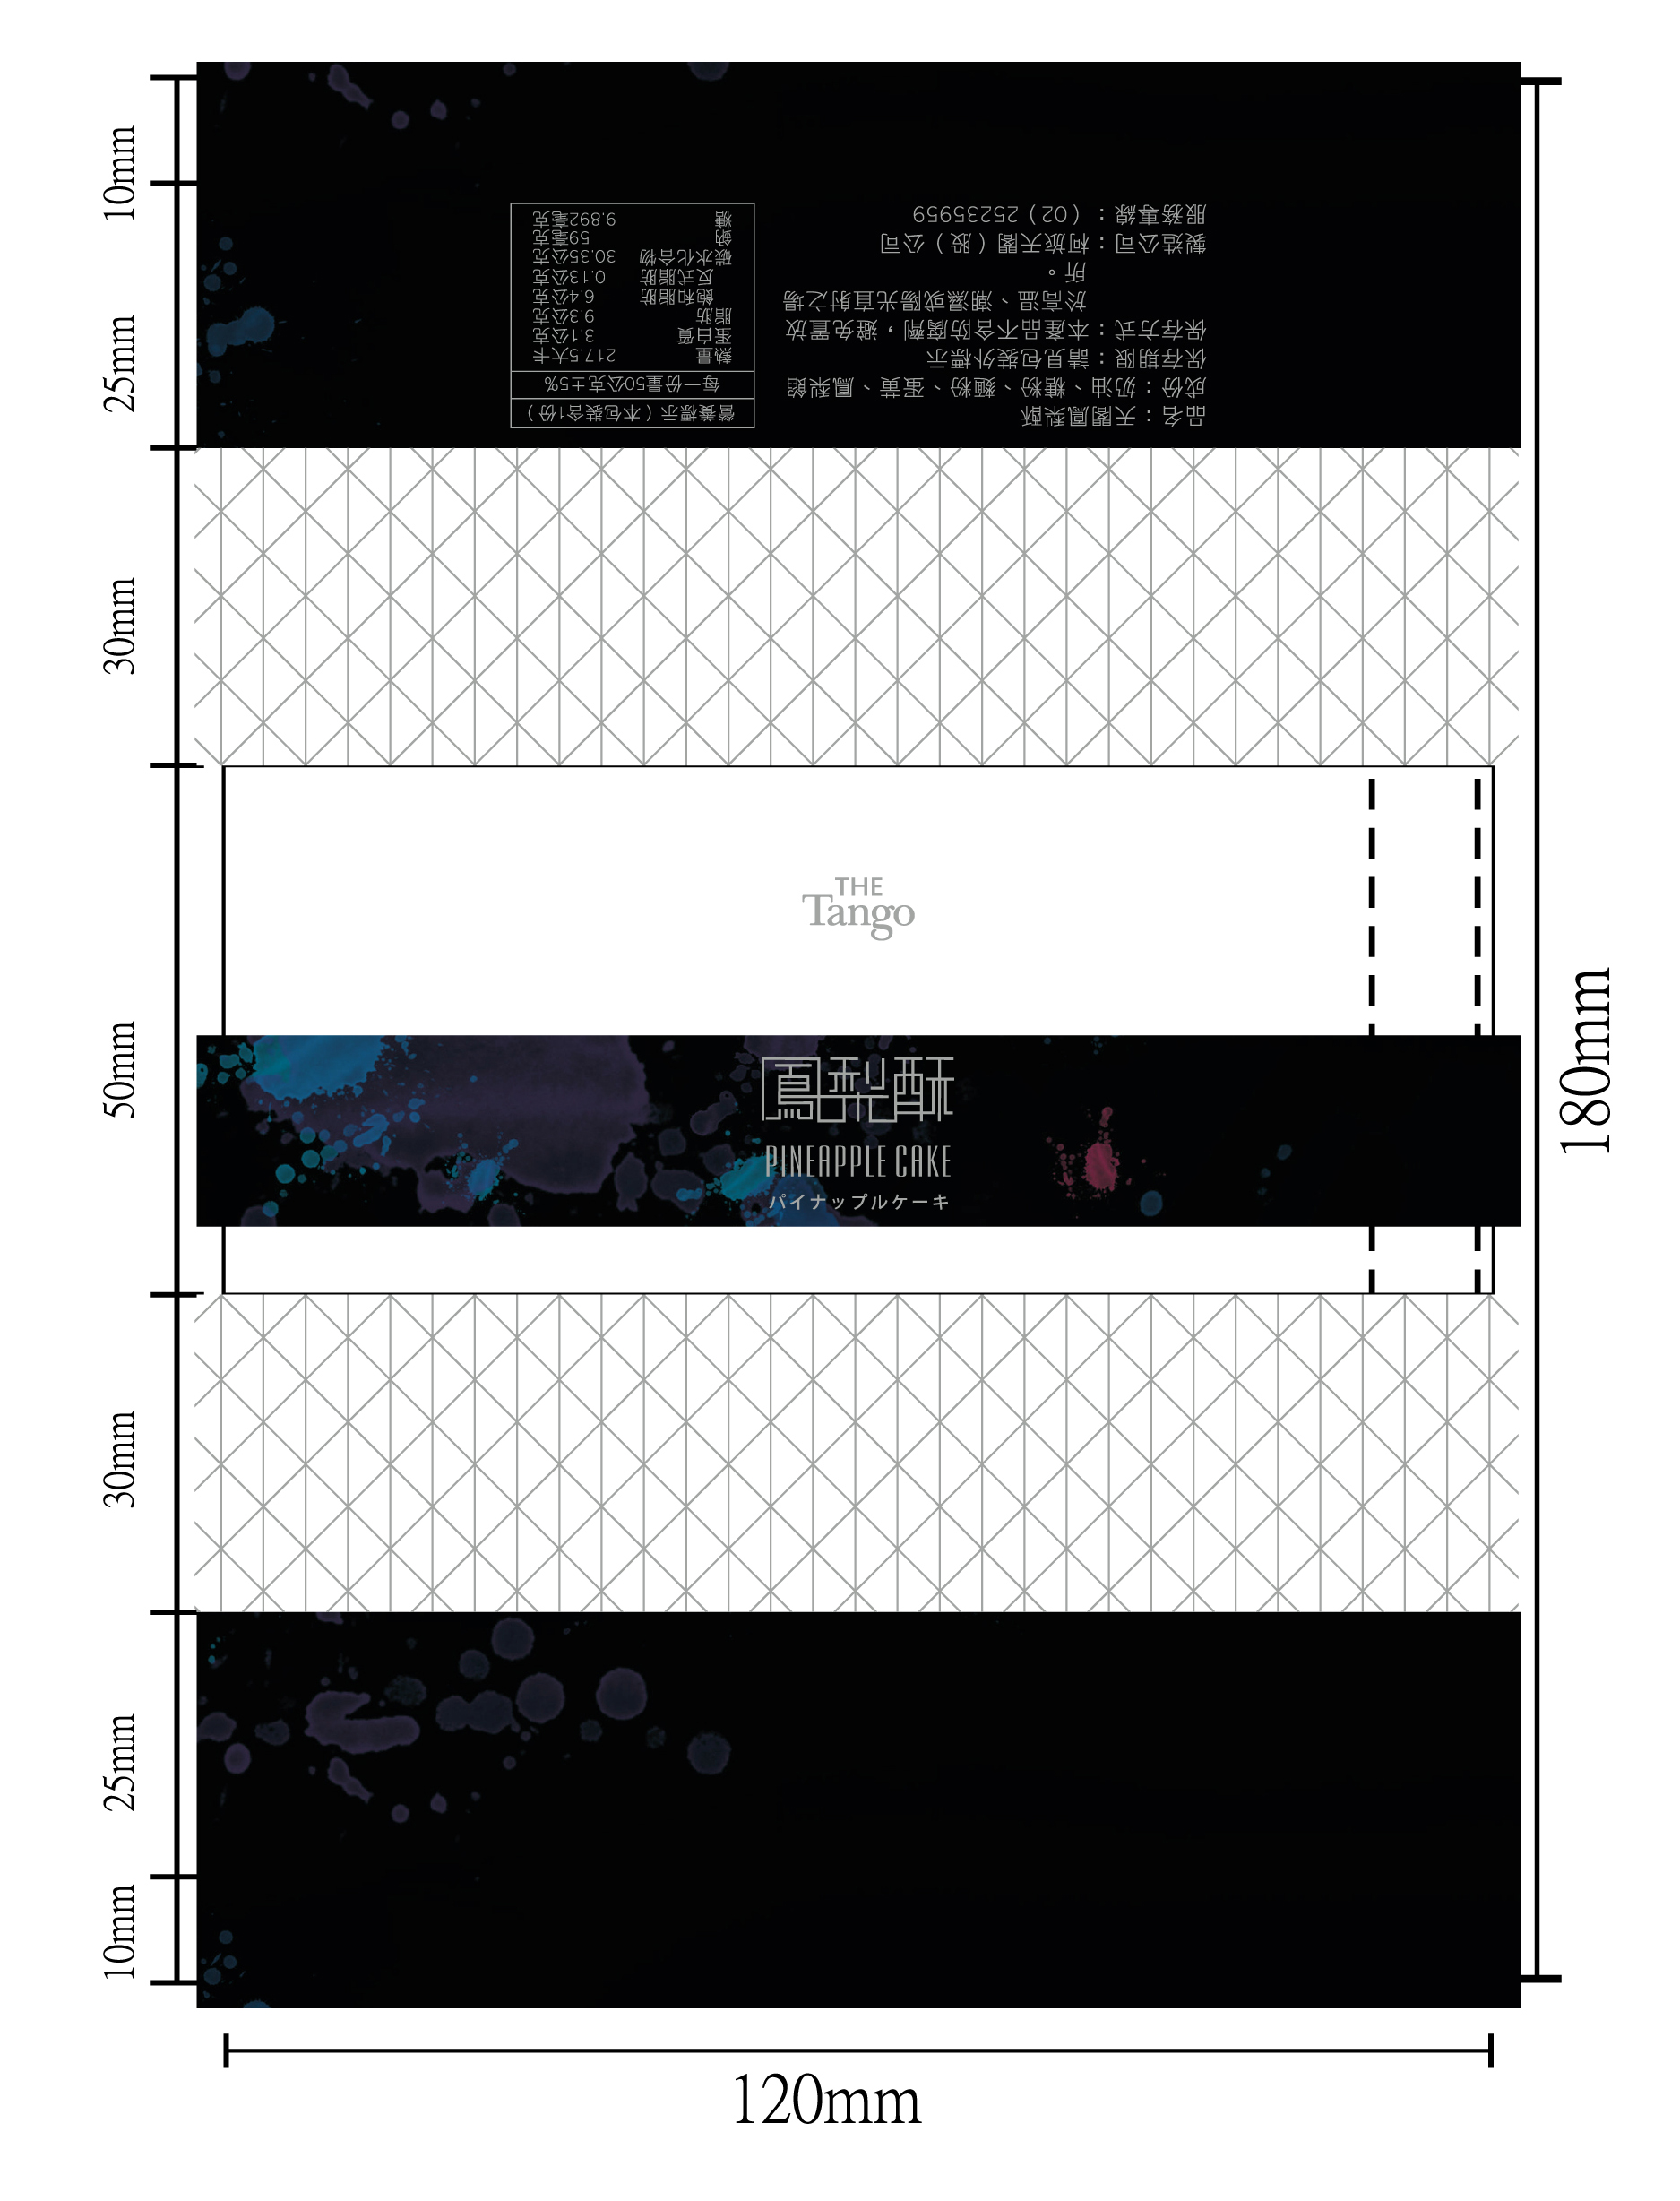 10mm
25mm
30mm
50mm
30mm
25mm
10mm
180mm
120mm
品名：天閣鳳梨酥
成份：奶油、糖粉、麵粉、蛋黃、鳳梨餡
保存期限：請見包裝外標示
保存方式：本產品不含防腐劑，避免置放
於高溫、潮濕或陽光直射之場
所。
製造公司：柯旅天閣（股）公司
服務專線：（02）25235959
營養標示（本包裝含1份）
每一份量50公克±5%
熱量 217.5大卡
蛋白質 3.1公克
脂肪 9.3公克
飽和脂肪 6.4公克
反式脂肪 0.13公克
碳水化合物 30.35公克
鈉 59毫克
糖 9.892毫克
THE
Tango
鳳梨酥
PINEAPPLE CAKE
パイナップルケーキ